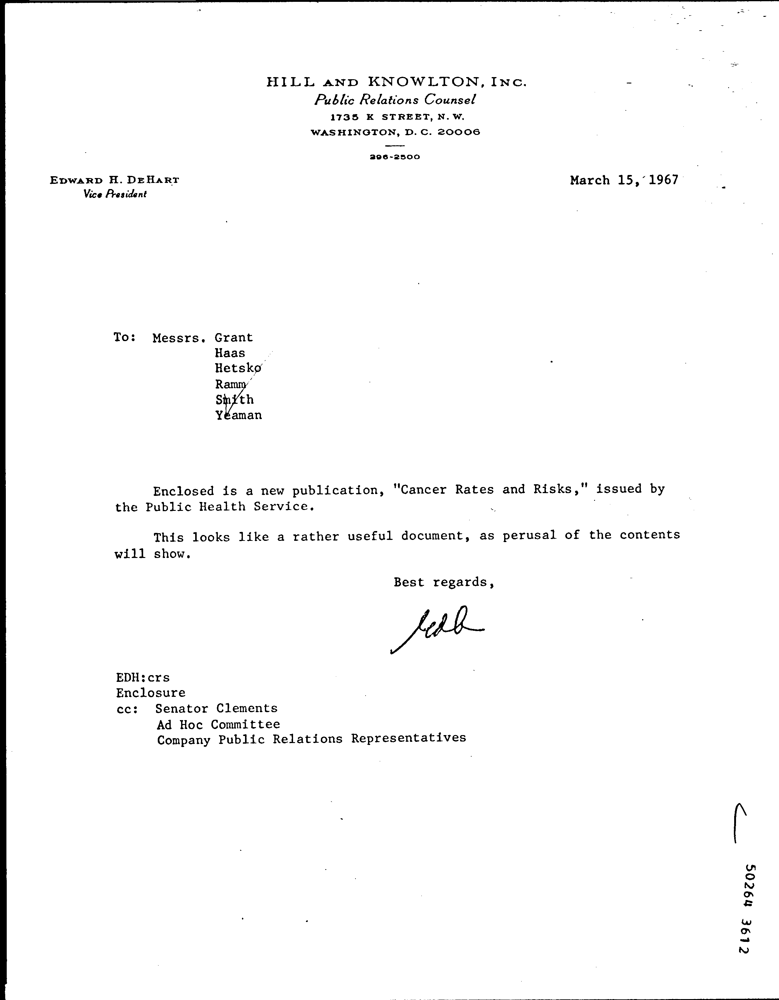 HILL AND KNOWLTON, INC.
Public Relations Counsel
1735 K STREET, N. W.
WASHINGTON, D. C. 20006
296-2500
EDWARD H. DEHART
Vice President
March 15, 1967
To: Messrs. Grant
Haas
Hetsko
Ramm
Smith
Yeaman
Enclosed is a new publication, "Cancer Rates and Risks," issued by
the Public Health Service.
This looks like a rather useful document, as perusal of the contents
will show.
Best regards,
EDH:crs
Enclosure
cc: Senator Clements
Ad Hoc Committee
Company Public Relations Representatives
50264 3612